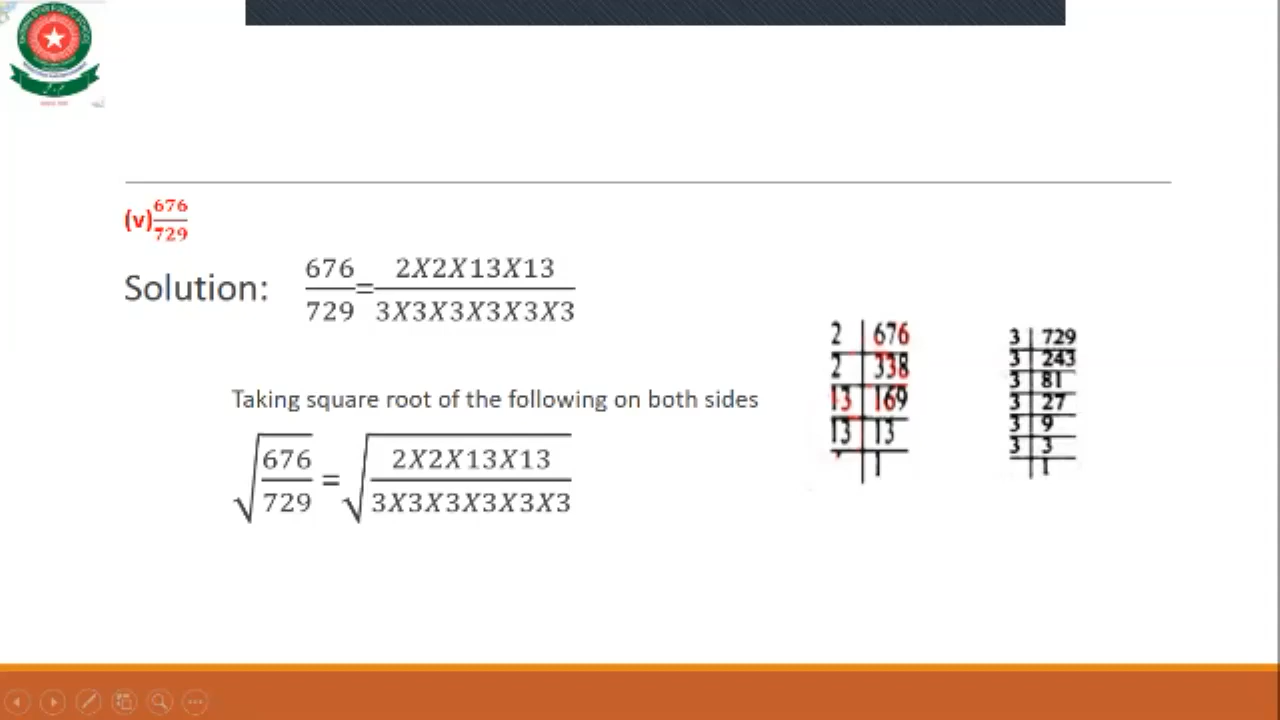 (v) 676/729
Solution: 676/729 = 2X2X13X13/3X3X3X3X3X3
Taking square root of the following on both sides
√(676/729) = √(2X2X13X13/3X3X3X3X3X3)
2 | 676
2 | 338
13 | 169
13 | 13
| 1
3 | 729
3 | 243
3 | 81
3 | 27
3 | 9
3 | 3
| 1